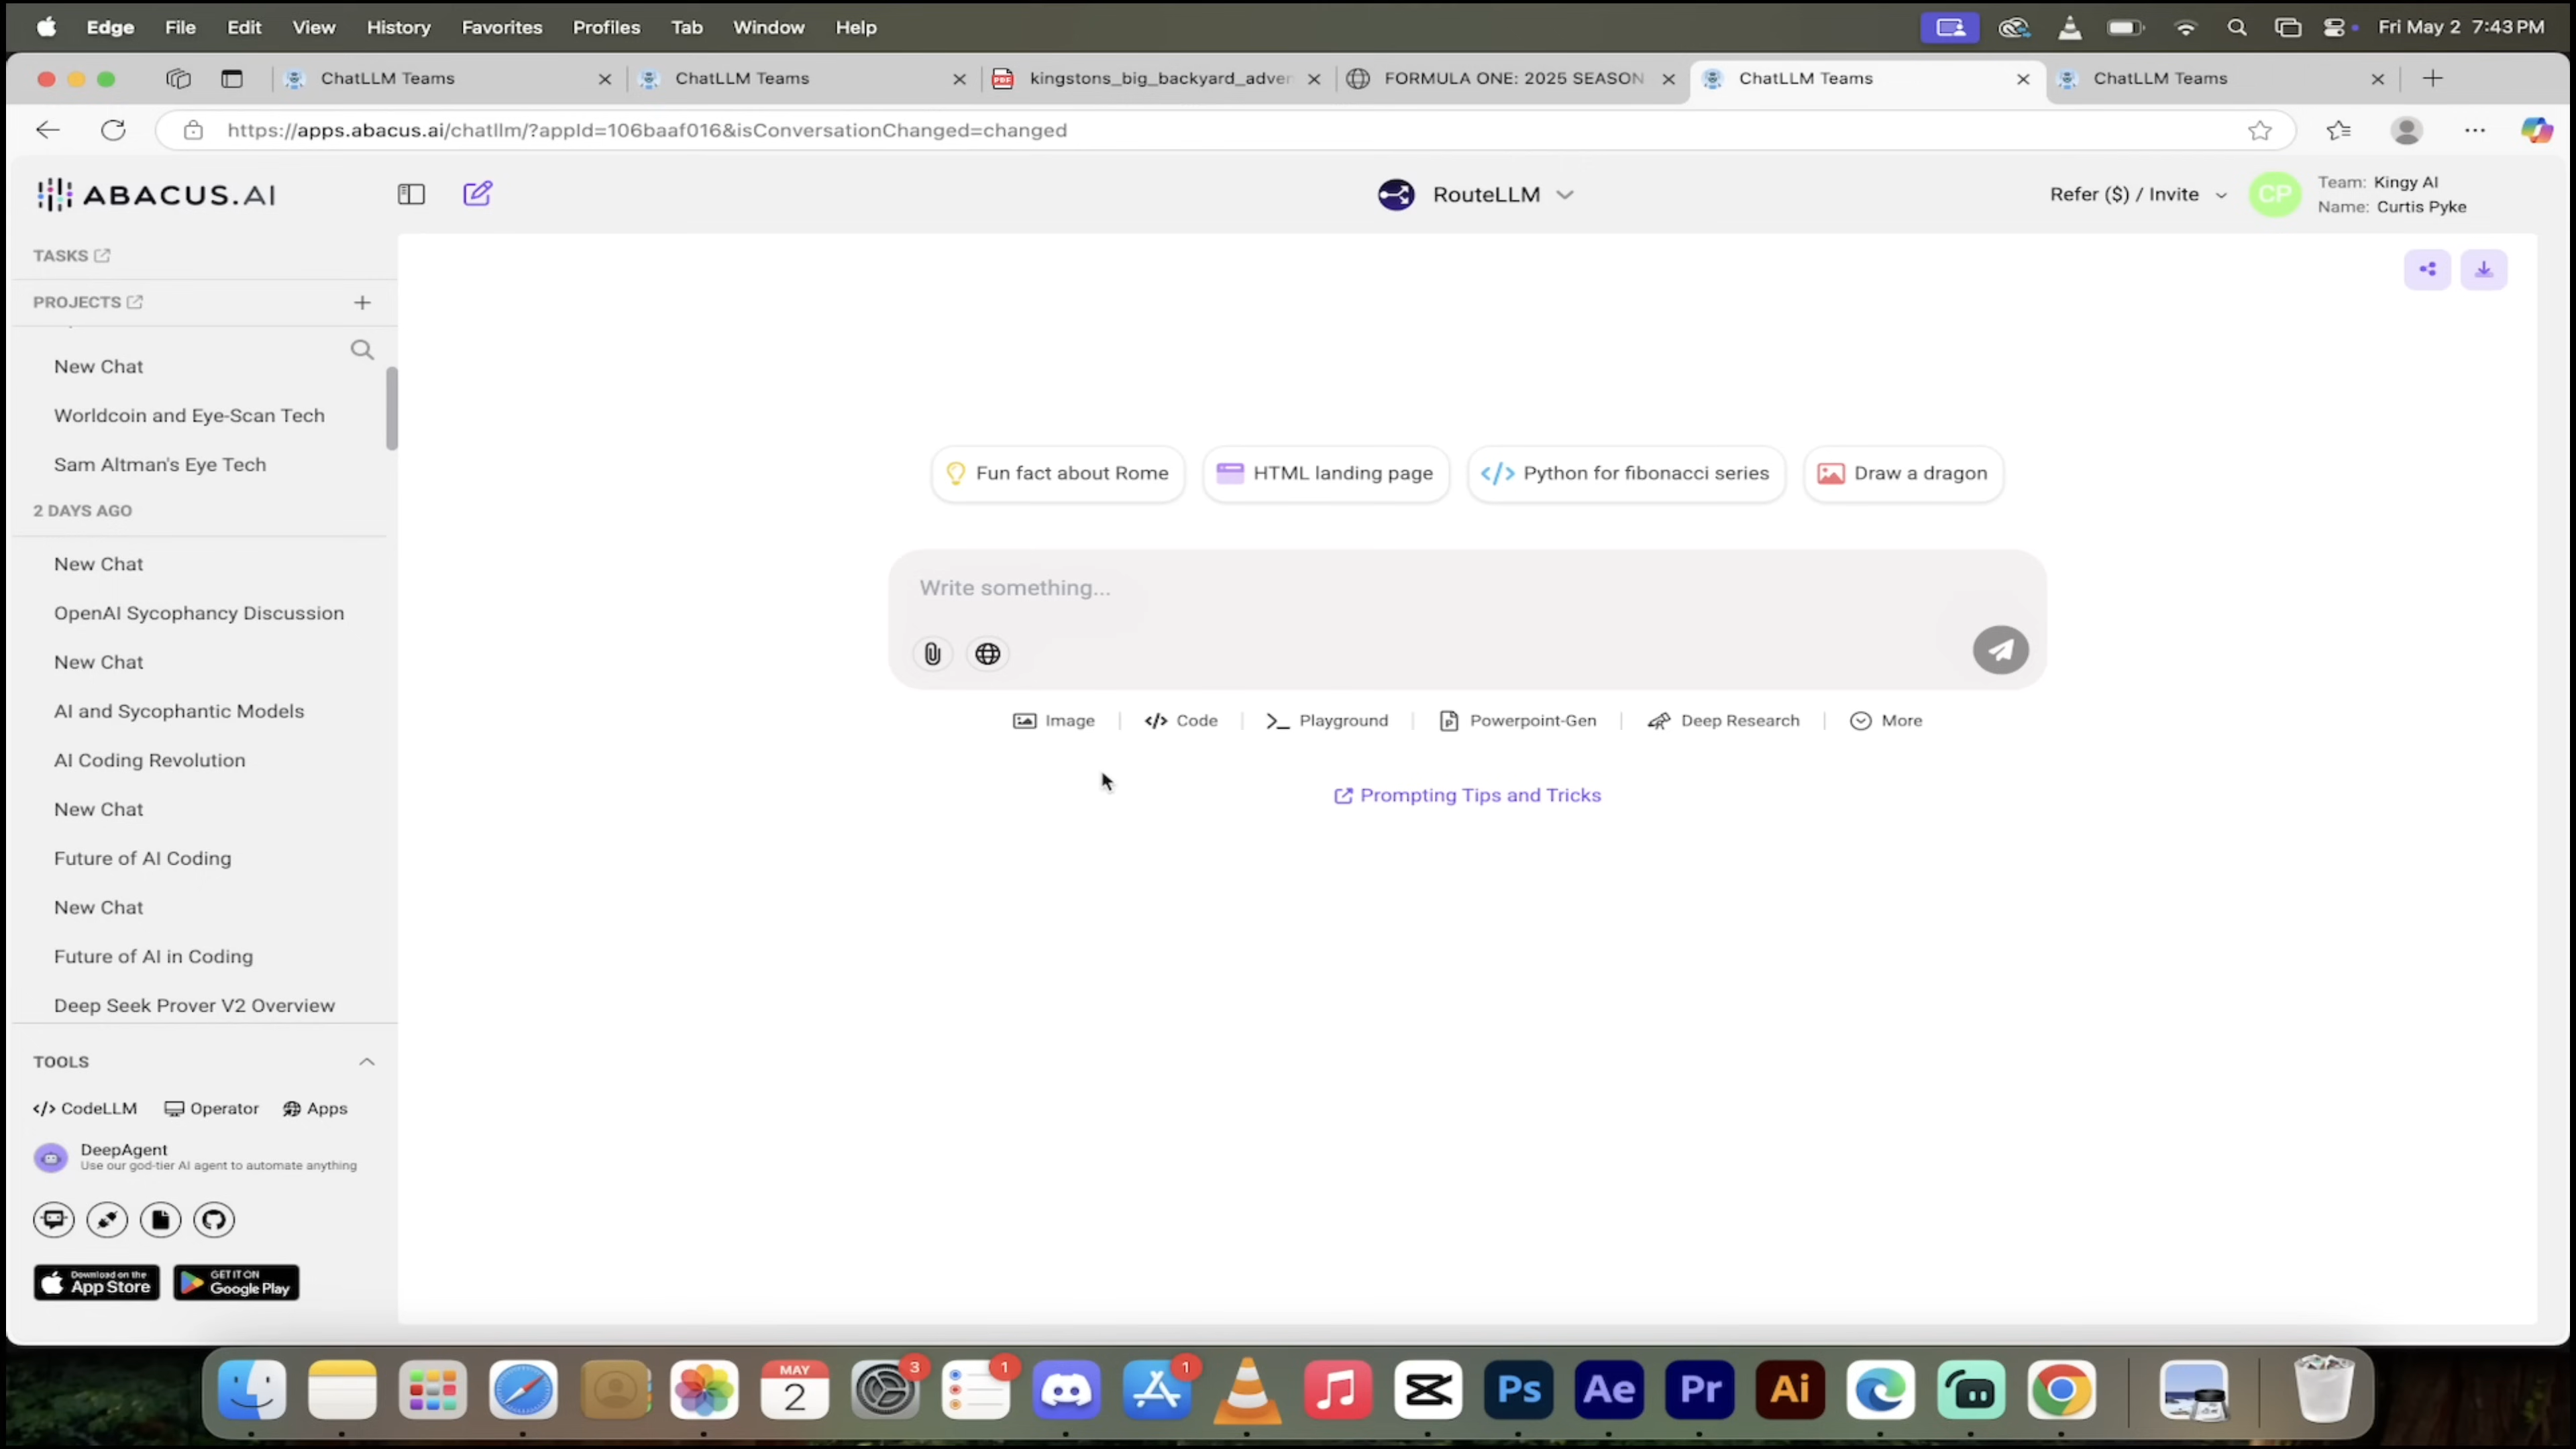 Edge File Edit View History Favorites Profiles Tab Window Help Fri May 2 7:43 PM
ChatLLM Teams ChatLLM Teams kingstons_big_backyard_adven FORMULA ONE: 2025 SEASON ChatLLM Teams ChatLLM Teams
https://apps.abacus.ai/chatllm/?appId=106baaf016&isConversationChanged=changed
ABACUS.AI
RouteLLM
Refer ($) / Invite
CP
Team: Kingy AI
Name: Curtis Pyke
TASKS
PROJECTS
New Chat
Worldcoin and Eye-Scan Tech
Sam Altman's Eye Tech
2 DAYS AGO
New Chat
OpenAI Sycophancy Discussion
New Chat
AI and Sycophantic Models
AI Coding Revolution
New Chat
Future of AI Coding
New Chat
Future of AI in Coding
Deep Seek Prover V2 Overview
TOOLS
CodeLLM Operator Apps
DeepAgent
Use our god-tier AI agent to automate anything
Download on the
App Store
GET IT ON
Google Play
Fun fact about Rome HTML landing page Python for fibonacci series Draw a dragon
Write something...
Image Code Playground Powerpoint-Gen Deep Research More
Prompting Tips and Tricks
MAY
2
3
1
1
Ps
Ae
Pr
Ai